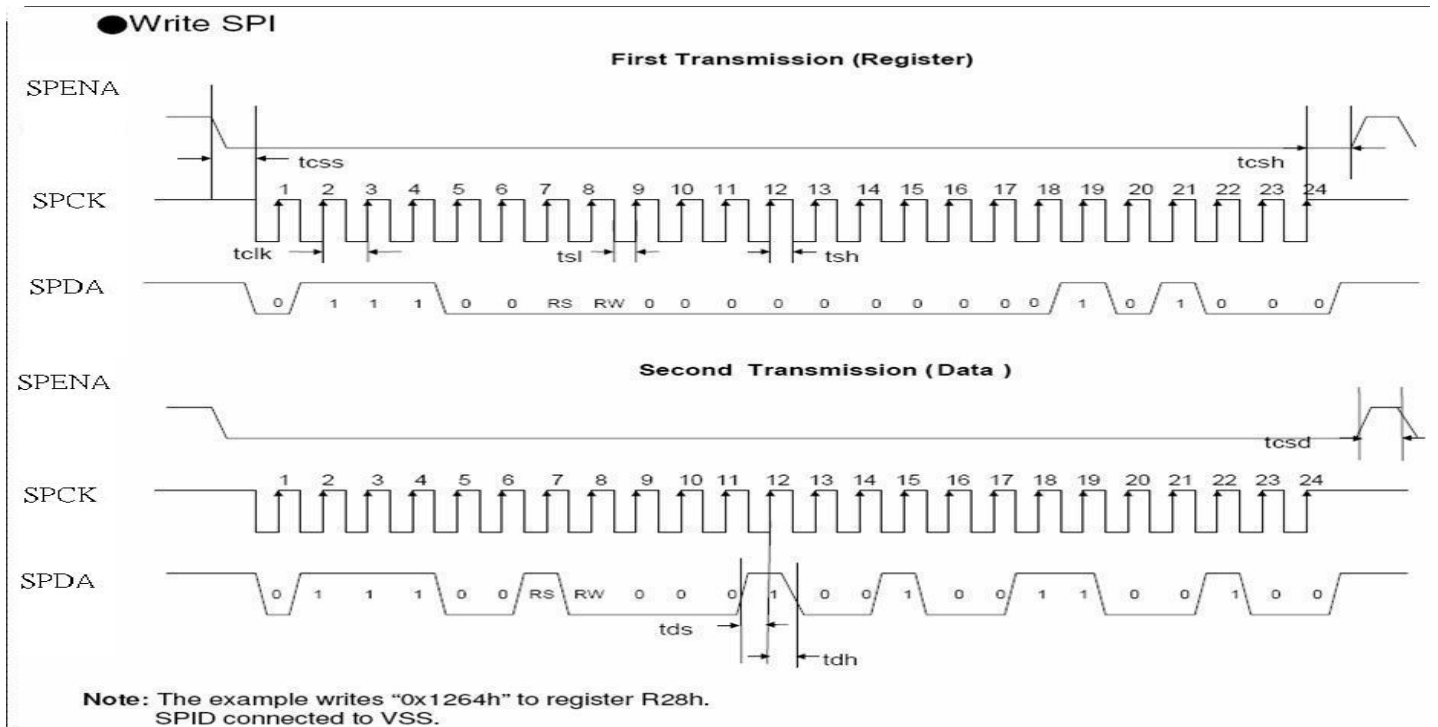 ●Write SPI
First Transmission (Register)
SPENA
tcss
tcsh
SPCK
1 2 3 4 5 6 7 8 9 10 11 12 13 14 15 16 17 18 19 20 21 22 23 24
tclk
tsl
tsh
SPDA
0 1 1 1 0 0 RS RW 0 0 0 0 0 0 0 0 0 0 1 0 1 0 0 0
Second Transmission (Data )
SPENA
tcsd
SPCK
1 2 3 4 5 6 7 8 9 10 11 12 13 14 15 16 17 18 19 20 21 22 23 24
SPDA
0 1 1 1 0 0 RS RW 0 0 0 1 0 0 1 0 0 1 1 0 0 1 0 0
tds
tdh
Note: The example writes “0x1264h” to register R28h.
SPID connected to VSS.